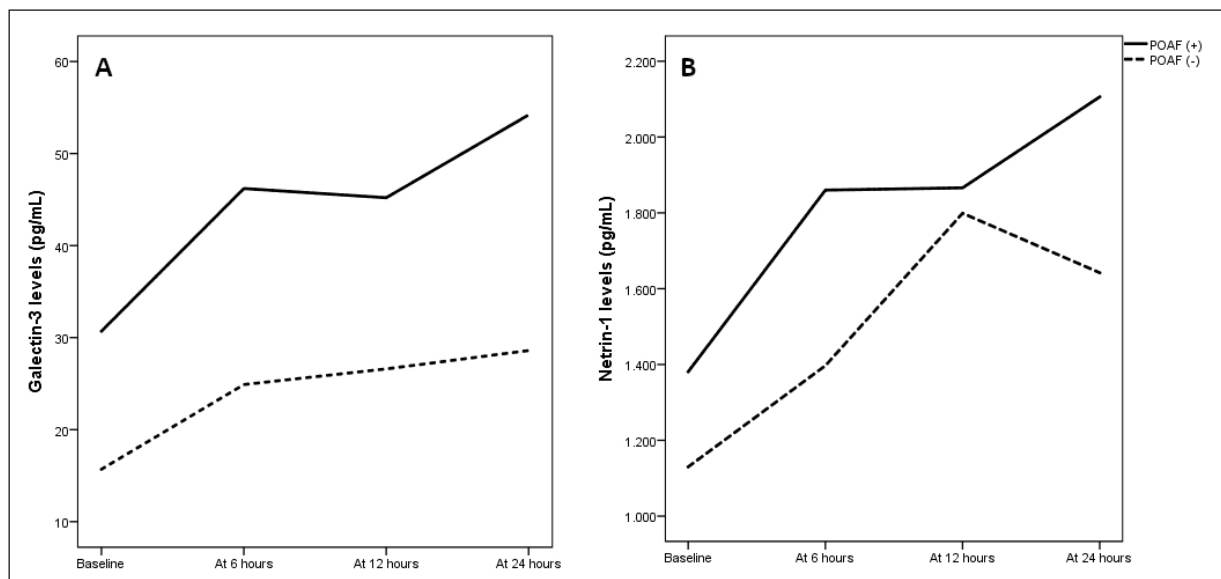 A
Galectin-3 levels (pg/mL)
60
50
40
30
20
10
Baseline
At 6 hours
At 12 hours
At 24 hours
B
Netrin-1 levels (pg/mL)
2.200
2.000
1.800
1.600
1.400
1.200
1.000
Baseline
At 6 hours
At 12 hours
At 24 hours
POAF (+)
POAF (-)